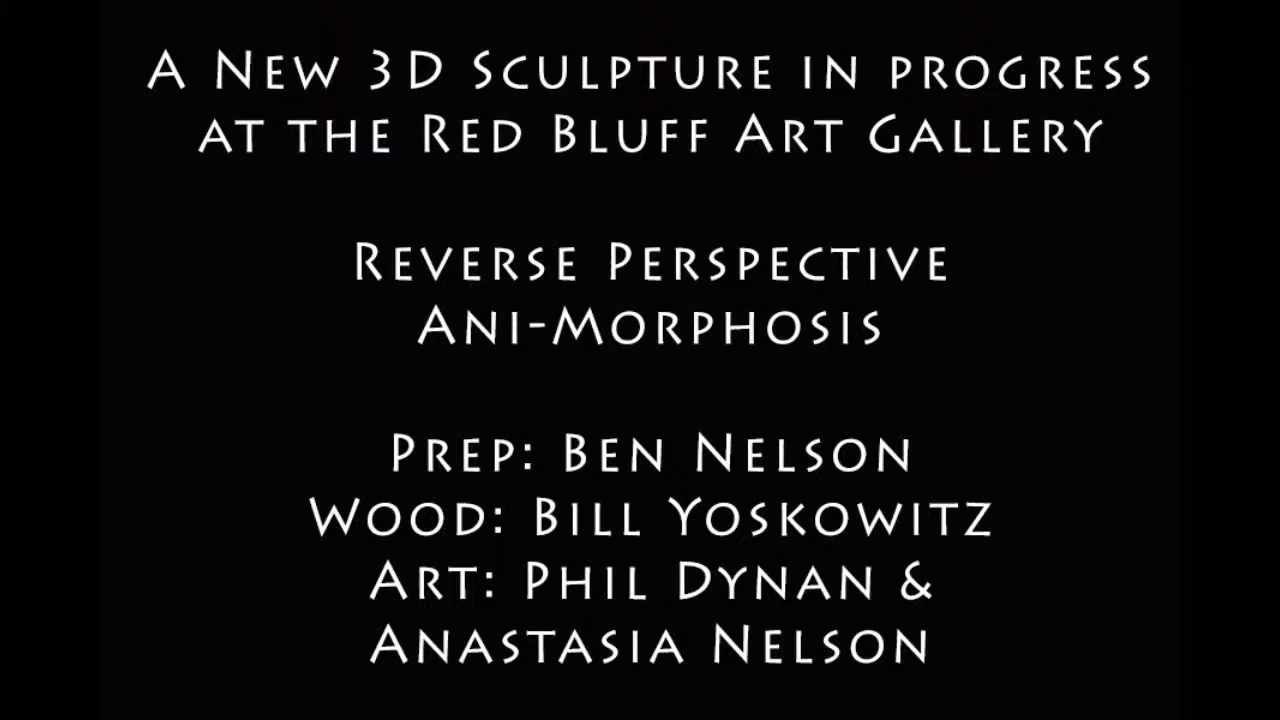 A New 3D Sculpture in progress
at the Red Bluff Art Gallery
Reverse Perspective
Ani-Morphosis
Prep: Ben Nelson
Wood: Bill Yoskowitz
Art: Phil Dynan &
Anastasia Nelson